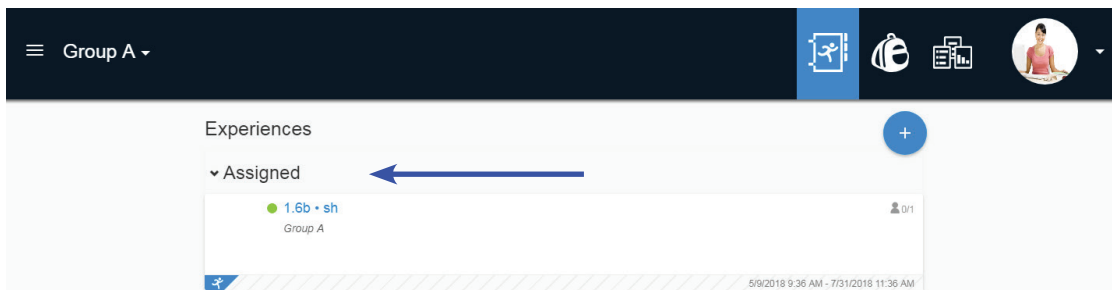 Group A
Experiences
+
Assigned
1.6b • sh
0/1
Group A
5/9/2018 9:36 AM - 7/31/2018 11:36 AM